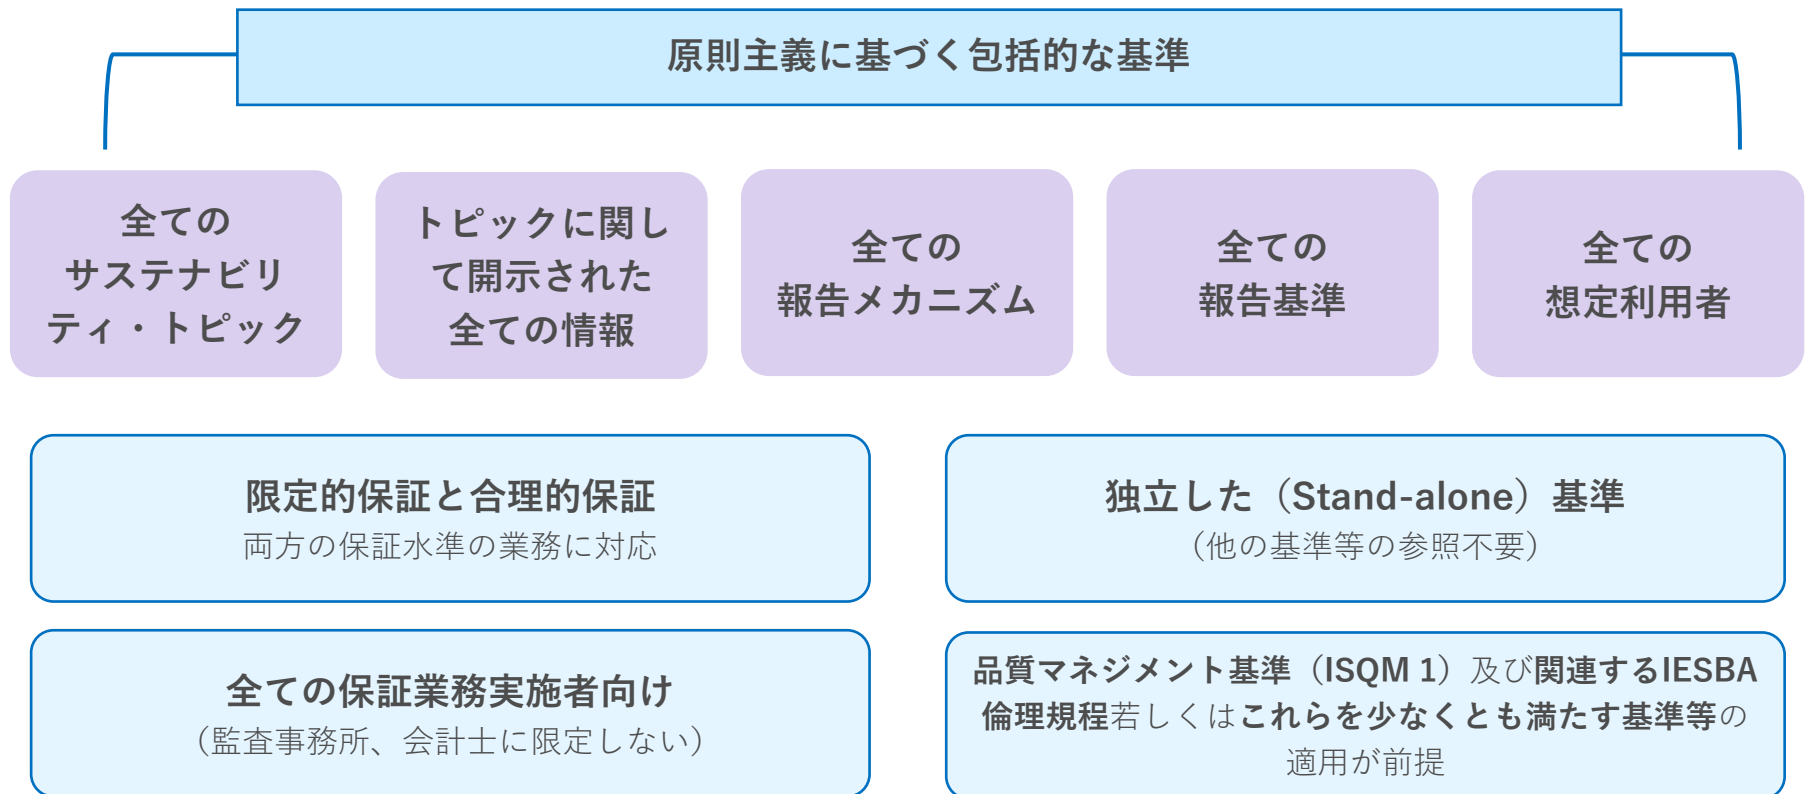 原則主義に基づく包括的な基準
全ての
サステナビリ
ティ・トピック
トピックに関し
て開示された
全ての情報
全ての
報告メカニズム
全ての
報告基準
全ての
想定利用者
限定的保証と合理的保証
両方の保証水準の業務に対応
独立した（Stand-alone）基準
（他の基準等の参照不要）
全ての保証業務実施者向け
（監査事務所、会計士に限定しない）
品質マネジメント基準（ISQM 1）及び関連するIESBA
倫理規程若しくはこれらを少なくとも満たす基準等の
適用が前提